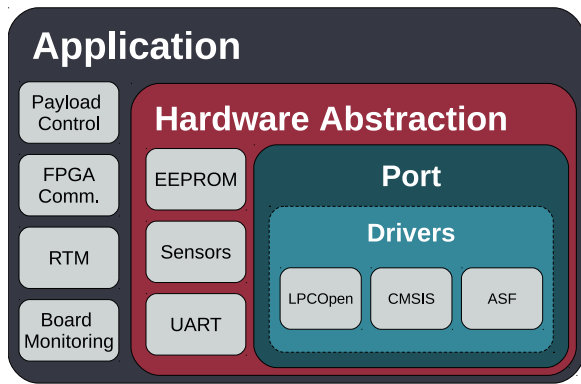 Application
Payload
Control
FPGA
Comm.
RTM
Board
Monitoring
Hardware Abstraction
EEPROM
Sensors
UART
Port
Drivers
LPCOpen
CMSIS
ASF